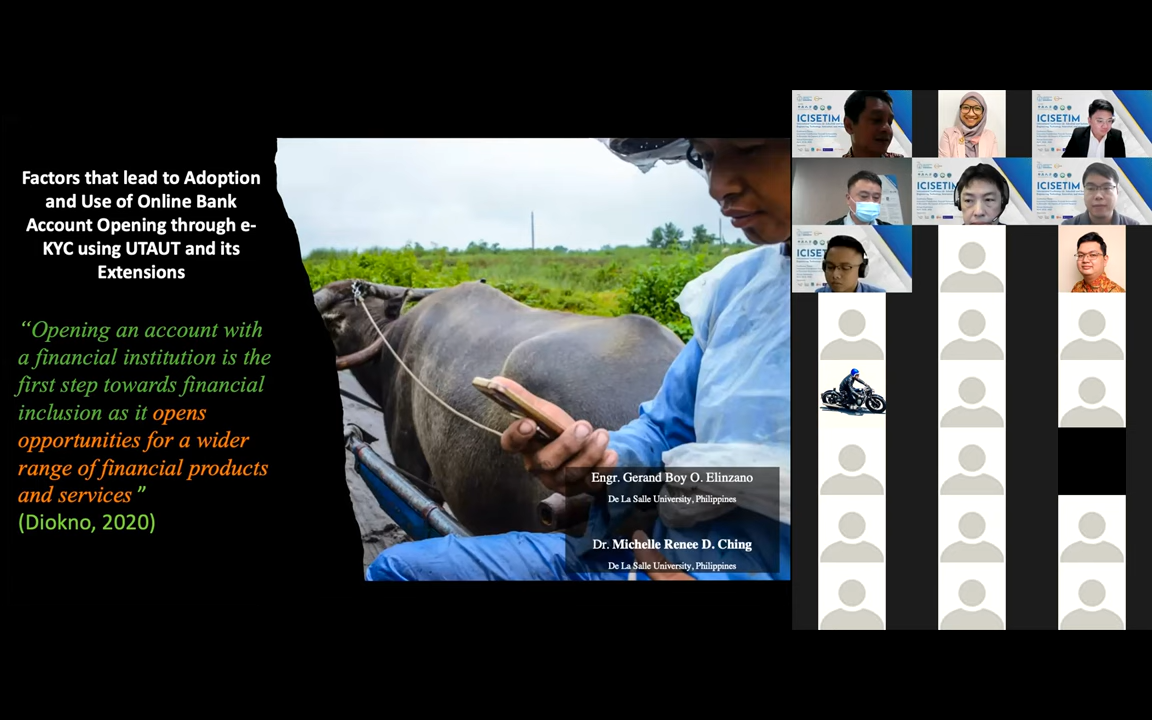 Factors that lead to Adoption
and Use of Online Bank
Account Opening through e-
KYC using UTAUT and its
Extensions
“Opening an account with
a financial institution is the
first step towards financial
inclusion as it opens
opportunities for a wider
range of financial products
and services”
(Diokno, 2020)
Engr. Gerand Boy O. Elinzano
De La Salle University, Philippines
Dr. Michelle Renee D. Ching
De La Salle University, Philippines
ICISETIM
ICISETIM
ICISETIM
ICISETIM